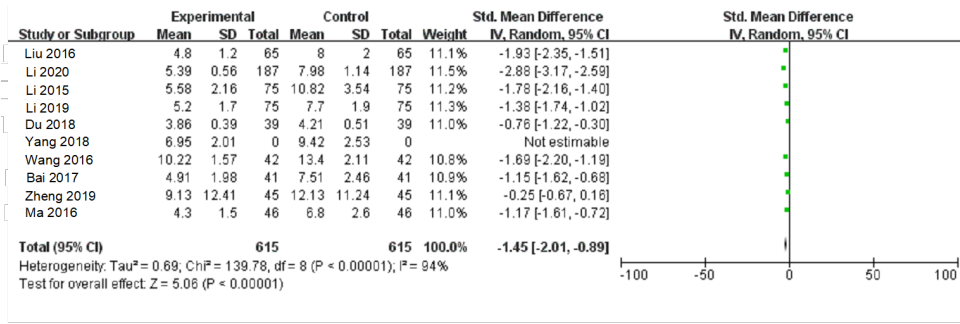 Experimental Control Std. Mean Difference Std. Mean Difference
Study or Subgroup Mean SD Total Mean SD Total Weight IV, Random, 95% CI IV, Random, 95% CI
Liu 2016 4.8 1.2 65 8 2 65 11.1% -1.93 [-2.35, -1.51]
Li 2020 5.39 0.56 187 7.98 1.14 187 11.5% -2.88 [-3.17, -2.59]
Li 2015 5.58 2.16 75 10.82 3.54 75 11.2% -1.78 [-2.16, -1.40]
Li 2019 5.2 1.7 75 7.7 1.9 75 11.3% -1.38 [-1.74, -1.02]
Du 2018 3.86 0.39 39 4.21 0.51 39 11.0% -0.76 [-1.22, -0.30]
Yang 2018 6.95 2.01 0 9.42 2.53 0 Not estimable
Wang 2016 10.22 1.57 42 13.4 2.11 42 10.8% -1.69 [-2.20, -1.19]
Bai 2017 4.91 1.98 41 7.51 2.46 41 10.9% -1.15 [-1.62, -0.68]
Zheng 2019 9.13 12.41 45 12.13 11.24 45 11.1% -0.25 [-0.67, 0.16]
Ma 2016 4.3 1.5 46 6.8 2.6 46 11.0% -1.17 [-1.61, -0.72]
Total (95% CI) 615 615 100.0% -1.45 [-2.01, -0.89]
Heterogeneity: Tau² = 0.69; Chi² = 139.78, df = 8 (P < 0.00001); I² = 94%
Test for overall effect: Z = 5.06 (P < 0.00001)
-100 -50 0 50 100